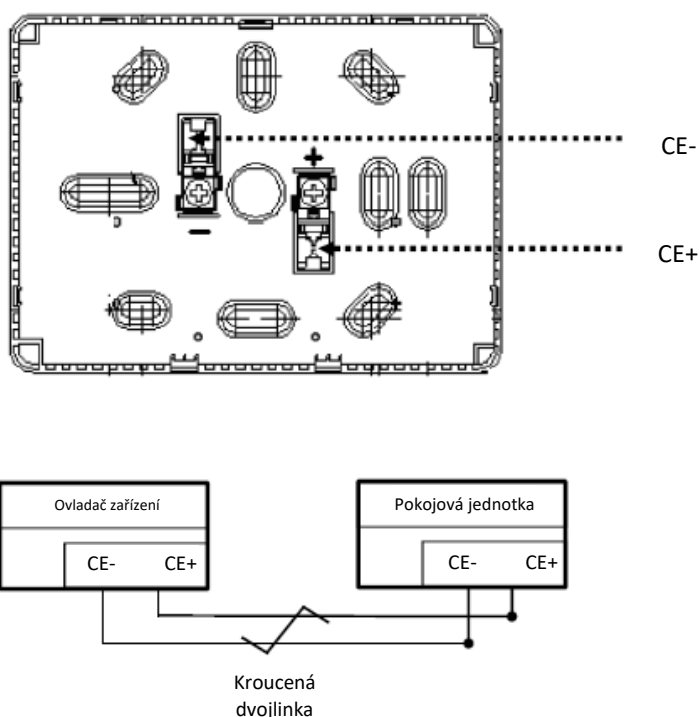 CE-
+
−
CE+
Ovladač zařízení
CE- CE+
Pokojová jednotka
CE- CE+
Kroucená
dvojlinka